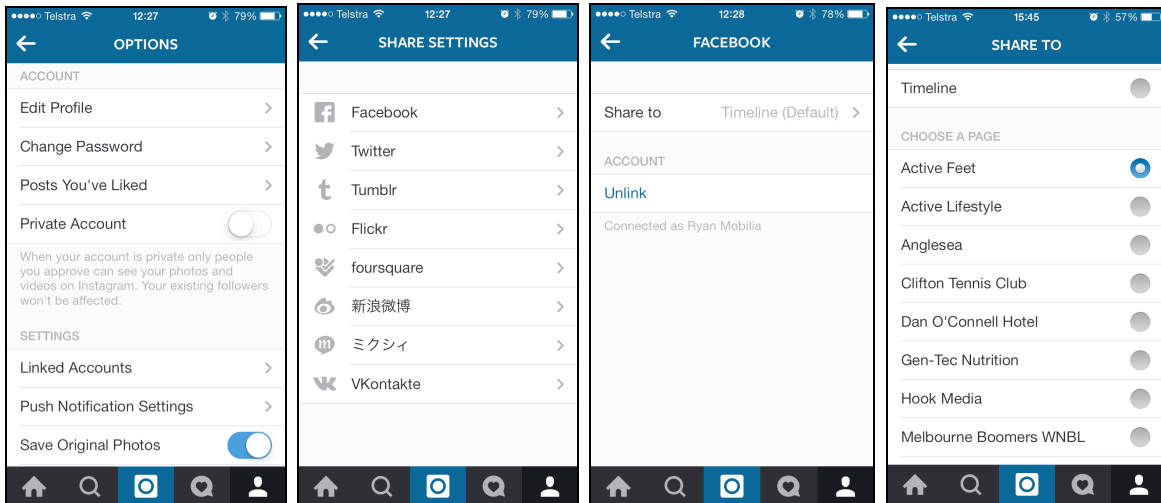 Telstra 12:27 79%
OPTIONS
ACCOUNT
Edit Profile
Change Password
Posts You've Liked
Private Account
When your account is private only people
you approve can see your photos and
videos on Instagram. Your existing followers
won't be affected.
SETTINGS
Linked Accounts
Push Notification Settings
Save Original Photos
Telstra 12:27 79%
SHARE SETTINGS
Facebook
Twitter
Tumblr
Flickr
foursquare
新浪微博
ミクシィ
VKontakte
Telstra 12:28 78%
FACEBOOK
Share to Timeline (Default)
ACCOUNT
Unlink
Connected as Ryan Mobilia
Telstra 15:45 57%
SHARE TO
Timeline
CHOOSE A PAGE
Active Feet
Active Lifestyle
Anglesea
Clifton Tennis Club
Dan O'Connell Hotel
Gen-Tec Nutrition
Hook Media
Melbourne Boomers WNBL